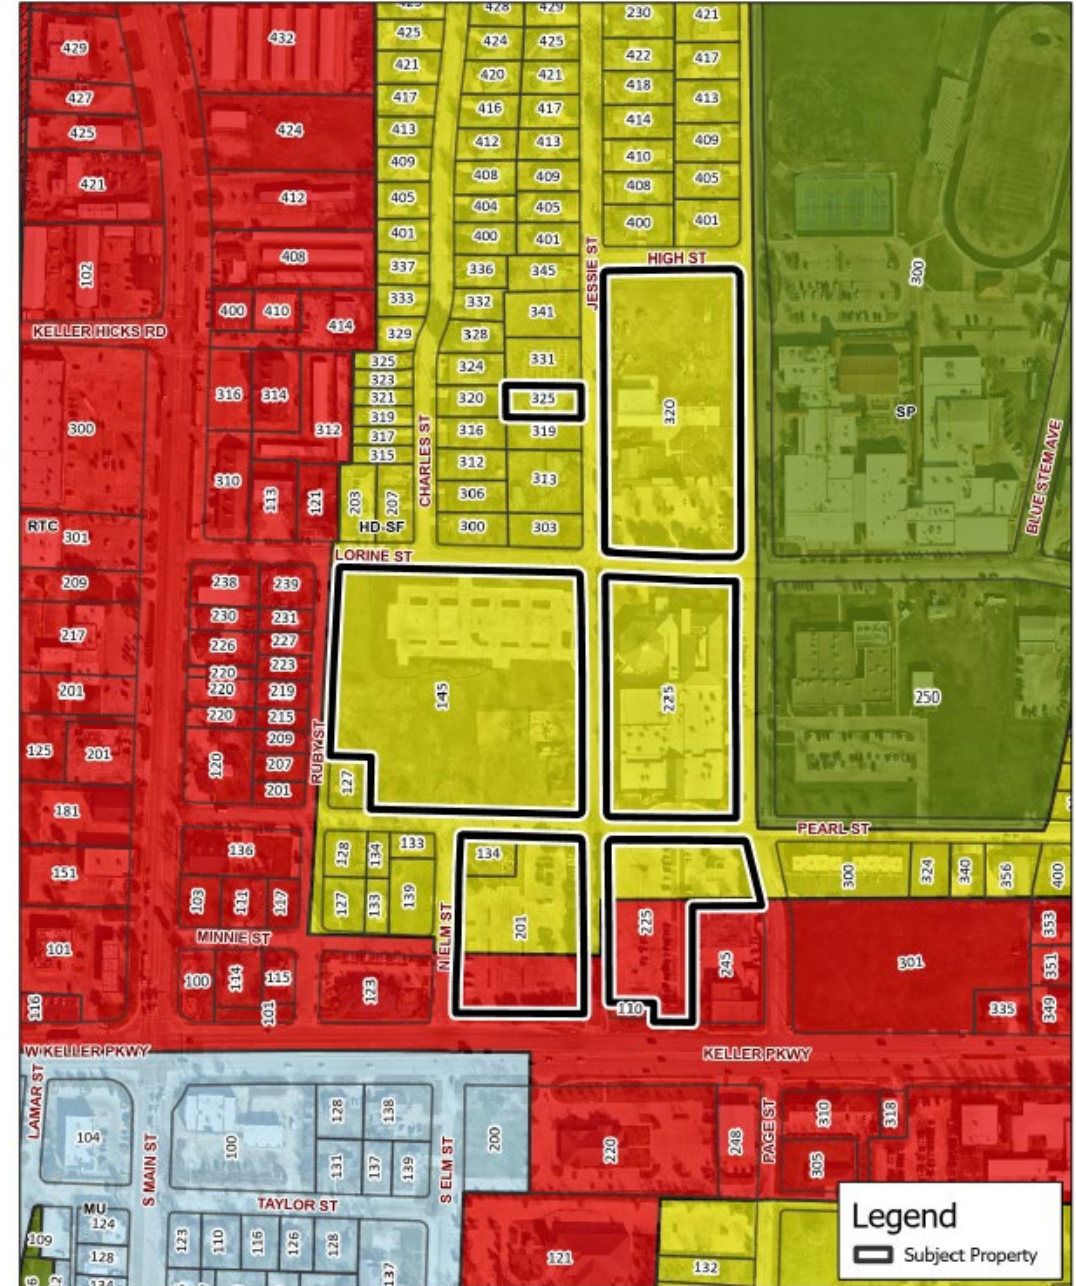 423 428 429 230 421
429 432 425 424 425 422 417
427 421 420 421 418
425 424 417 416 417 414 413
421 412 413 412 413 410 409
409 408 409 408 405
102 408 405 404 405 400 401
401 400 401
JESSIE ST
HIGH ST
300
337 336 345
400 410 414 333 332 341
KELLER HICKS RD
329 328
316 314 312 325 324 331
323
300 321 320 325 320 SP
319
317 316 319
315
CHARLES ST
310 113 121 203 207 312 313
306
BLUE STEM AVE
RTC HD-SF 300 303
301
LORINE ST
209 238 239
230 231
217 226 227
220 223
201 220 219 145 225 250
220 215
125 201 209
120 207 RUBY ST 127
201
181
PEARL ST
136 128 134 133 134
151 300 324 340 356 400
103 111 117 127 133 139
MINNIE ST
N ELM ST
201 225 245 301 353
101 100 114 115 123 351
116 101 110 335 349
W KELLER PKWY KELLER PKWY
LAMAR ST
104 100 128 138 200 220 248 310 318
S MAIN ST 131 137 139 S ELM ST PAGE ST 305
TAYLOR ST
MU
124 109 123 110 116 126 128 137 121
128 132
134
Legend
Subject Property